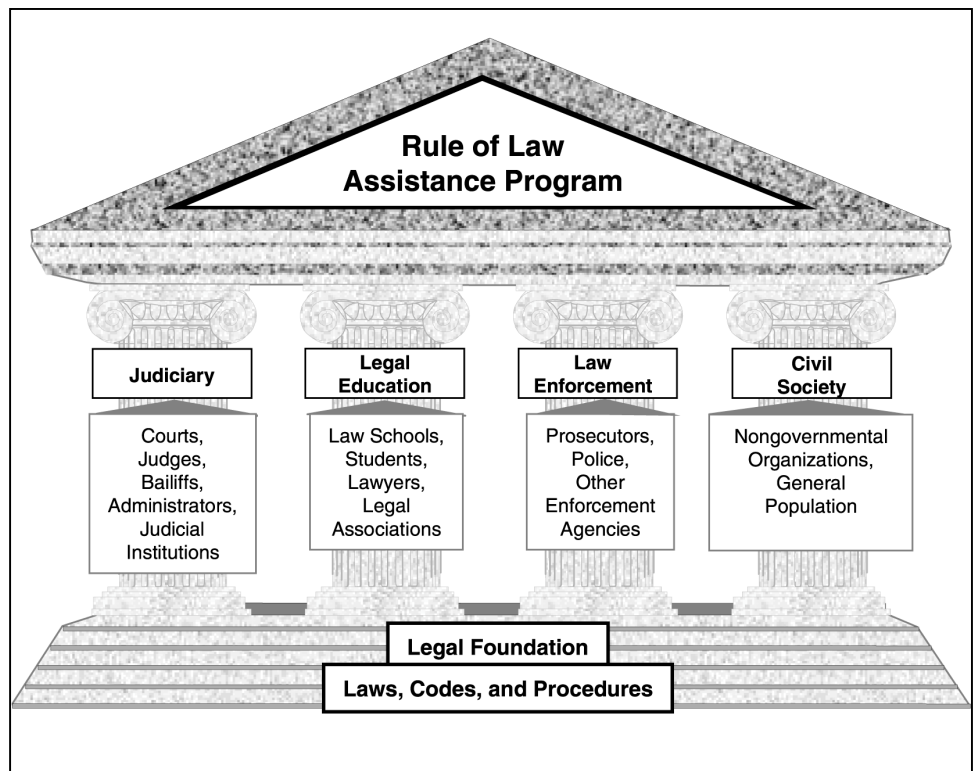 Rule of Law
Assistance Program
Judiciary
Courts,
Judges,
Bailiffs,
Administrators,
Judicial
Institutions
Legal
Education
Law Schools,
Students,
Lawyers,
Legal
Associations
Law
Enforcement
Prosecutors,
Police,
Other
Enforcement
Agencies
Civil
Society
Nongovernmental
Organizations,
General
Population
Legal Foundation
Laws, Codes, and Procedures